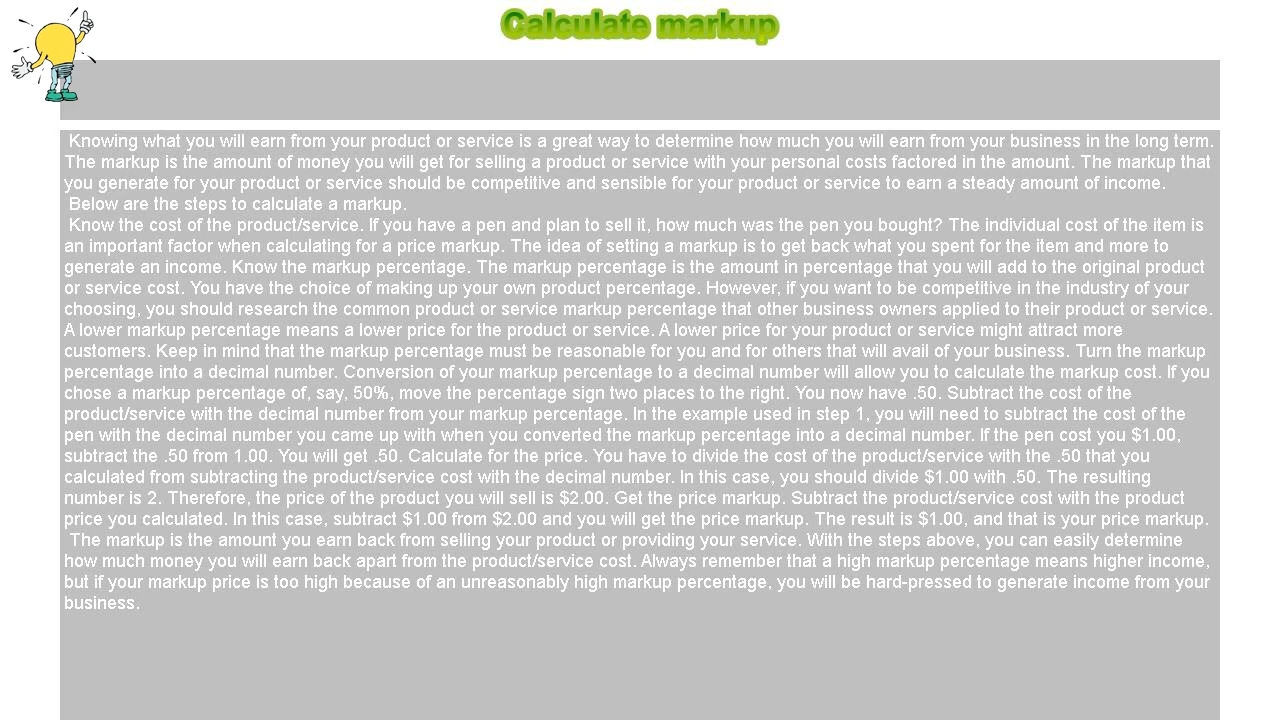 Calculate markup
Knowing what you will earn from your product or service is a great way to determine how much you will earn from your business in the long term.
The markup is the amount of money you will get for selling a product or service with your personal costs factored in the amount. The markup that
you generate for your product or service should be competitive and sensible for your product or service to earn a steady amount of income.
Below are the steps to calculate a markup.
Know the cost of the product/service. If you have a pen and plan to sell it, how much was the pen you bought? The individual cost of the item is
an important factor when calculating for a price markup. The idea of setting a markup is to get back what you spent for the item and more to
generate an income. Know the markup percentage. The markup percentage is the amount in percentage that you will add to the original product
or service cost. You have the choice of making up your own product percentage. However, if you want to be competitive in the industry of your
choosing, you should research the common product or service markup percentage that other business owners applied to their product or service.
A lower markup percentage means a lower price for the product or service. A lower price for your product or service might attract more
customers. Keep in mind that the markup percentage must be reasonable for you and for others that will avail of your business. Turn the markup
percentage into a decimal number. Conversion of your markup percentage to a decimal number will allow you to calculate the markup cost. If you
chose a markup percentage of, say, 50%, move the percentage sign two places to the right. You now have .50. Subtract the cost of the
product/service with the decimal number from your markup percentage. In the example used in step 1, you will need to subtract the cost of the
pen with the decimal number you came up with when you converted the markup percentage into a decimal number. If the pen cost you $1.00,
subtract the .50 from 1.00. You will get .50. Calculate for the price. You have to divide the cost of the product/service with the .50 that you
calculated from subtracting the product/service cost with the decimal number. In this case, you should divide $1.00 with .50. The resulting
number is 2. Therefore, the price of the product you will sell is $2.00. Get the price markup. Subtract the product/service cost with the product
price you calculated. In this case, subtract $1.00 from $2.00 and you will get the price markup. The result is $1.00, and that is your price markup.
The markup is the amount you earn back from selling your product or providing your service. With the steps above, you can easily determine
how much money you will earn back apart from the product/service cost. Always remember that a high markup percentage means higher income,
but if your markup price is too high because of an unreasonably high markup percentage, you will be hard-pressed to generate income from your
business.